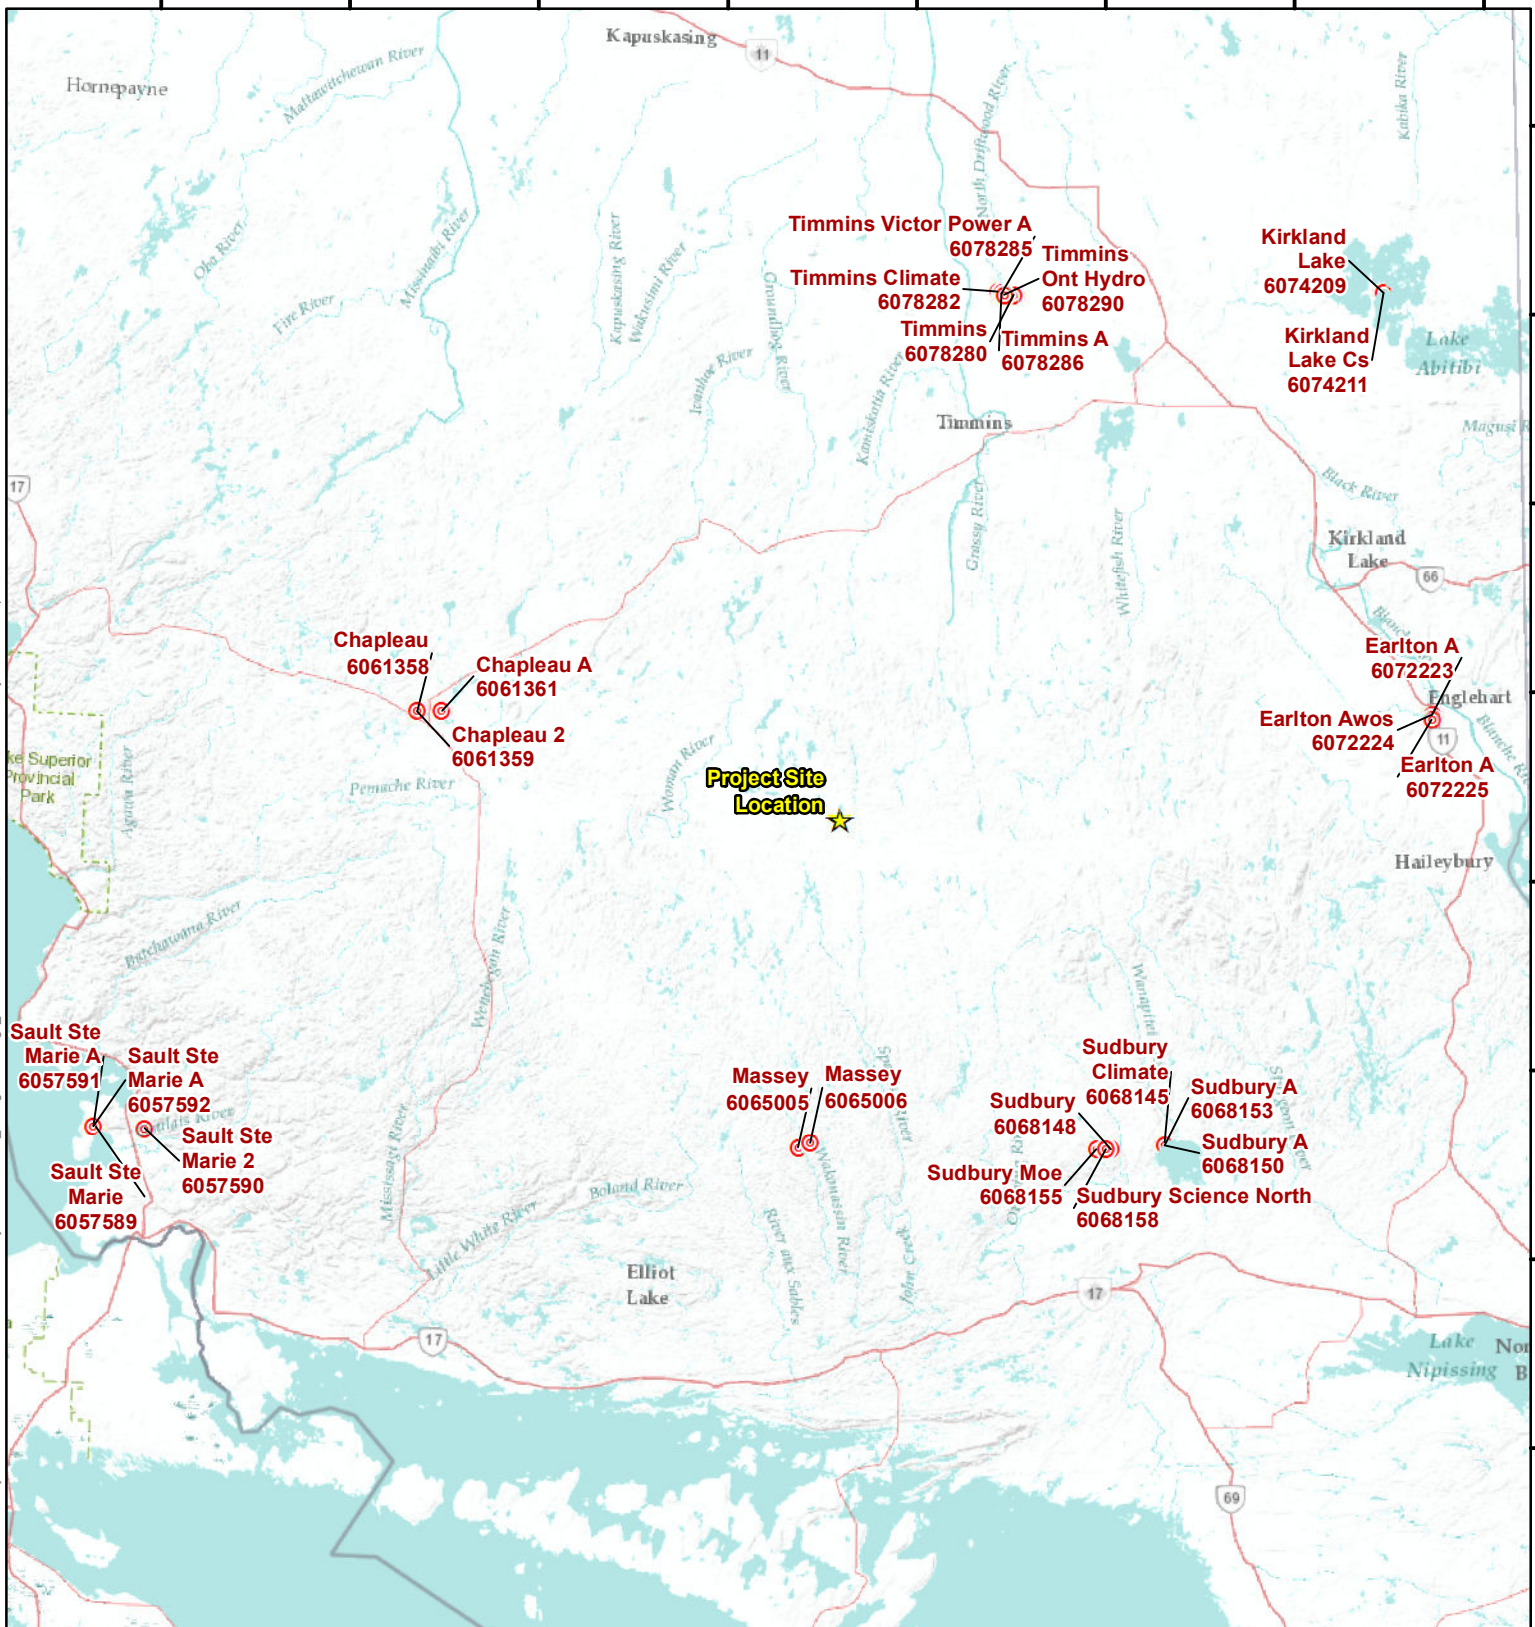 Kapuskasing
11
Hornepayne
Mattawitchewan River
Kabika River
North Driftwood River
Oba River
Missinaibi River
Kapuskasing River
Wakusimi River
Fire River
Groundhog River
Ivanhoe River
Kamiskotia River
Timmins Victor Power A
6078285
Timmins
Ont Hydro
6078290
Timmins Climate
6078282
Timmins
6078280
Timmins A
6078286
Kirkland
Lake
6074209
Kirkland
Lake Cs
6074211
Lake
Abitibi
Timmins
Magusi R
17
Black River
Grassy River
Whitefish River
Kirkland
Lake
66
Chapleau
6061358
Chapleau A
6061361
Chapleau 2
6061359
Earlton A
6072223
Englehart
Earlton Awos
6072224
11
Earlton A
6072225
ke Superior
Provincial
Park
Agawa River
Pemache River
Woman River
Project Site
Location
Haileybury
Batchawana River
Wenebegon River
Wanapitei
Sault Ste
Marie A
6057591
Sault Ste
Marie A
6057592
Sault Ste
Marie 2
6057590
Sault Ste
Marie
6057589
Mississagi River
Massey
6065005
Massey
6065006
Sudbury
Climate
6068145
Sudbury A
6068153
Sudbury
6068148
Sudbury A
6068150
Sudbury Moe
6068155
Sudbury Science North
6068158
Boland River
Little White River
River aux Sables
Wakamassin River
John Creek
Elliot
Lake
17
17
Lake
Nipissing
Nor
B
69